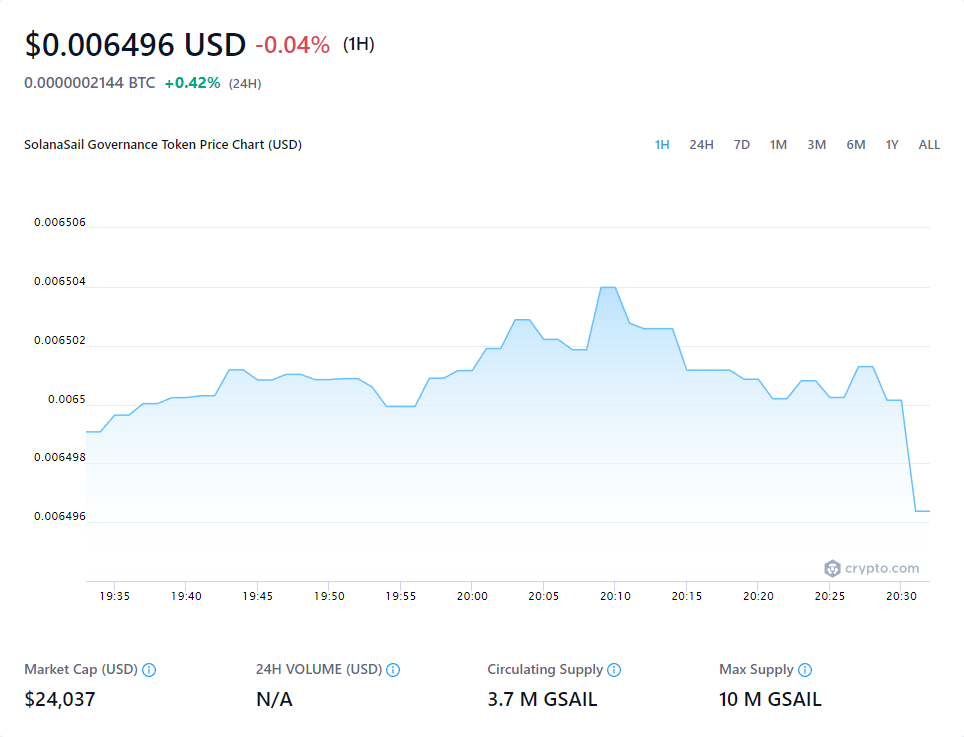 $0.006496 USD -0.04% (1H)
0.0000002144 BTC +0.42% (24H)
SolanaSail Governance Token Price Chart (USD) 1H 24H 7D 1M 3M 6M 1Y ALL
0.006506
0.006504
0.006502
0.0065
0.006498
0.006496
crypto.com
19:35 19:40 19:45 19:50 19:55 20:00 20:05 20:10 20:15 20:20 20:25 20:30
Market Cap (USD) 24H VOLUME (USD) Circulating Supply Max Supply
$24,037 N/A 3.7 M GSAIL 10 M GSAIL